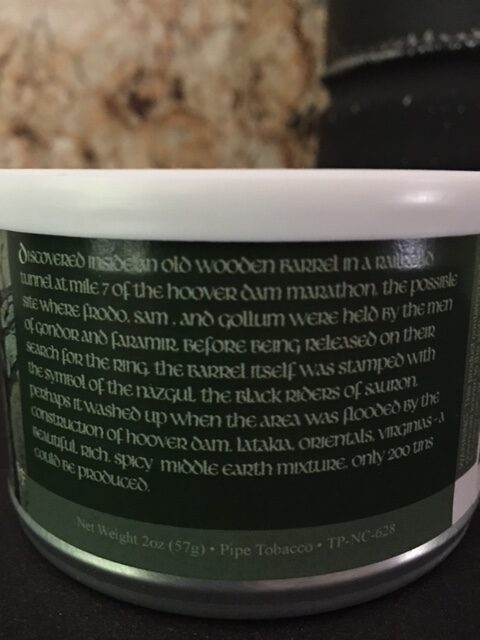 Discovered inside an old wooden barrel in a railroad
tunnel at mile 7 of the Hoover Dam Marathon, the possible
site where Frodo, Sam , and Gollum were held by the men
of Gondor and Faramir, before being released on their
search for the ring. The barrel itself was stamped with
the symbol of the Nazgul, the black riders of Sauron.
Perhaps it washed up when the area was flooded by the
construction of Hoover Dam. Latakia, Orientals, Virginias - a
beautiful, rich, spicy middle earth mixture. Only 200 tins
could be produced.
Net Weight 2oz (57g) • Pipe Tobacco • TP-NC-628